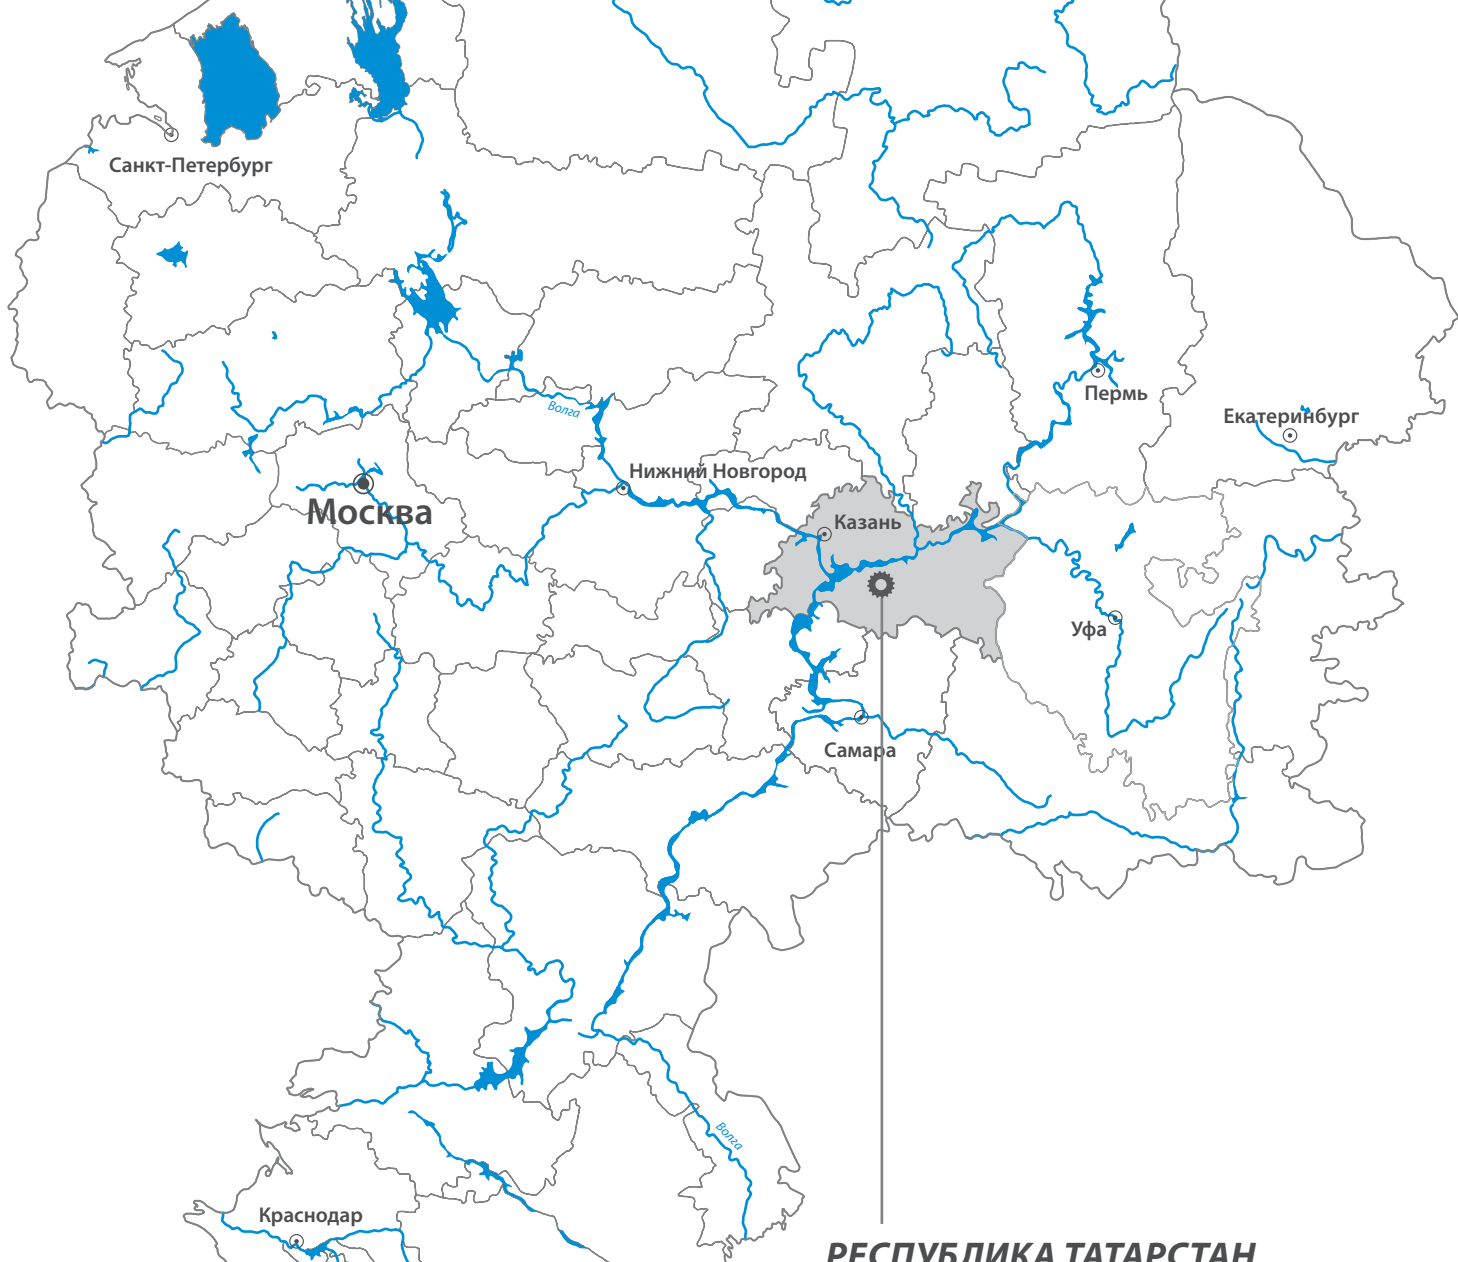 Санкт-Петербург
Пермь
Волга
Екатеринбург
Нижний Новгород
Москва
Казань
Уфа
Самара
Волга
Краснодар
РЕСПУБЛИКА ТАТАРСТАН